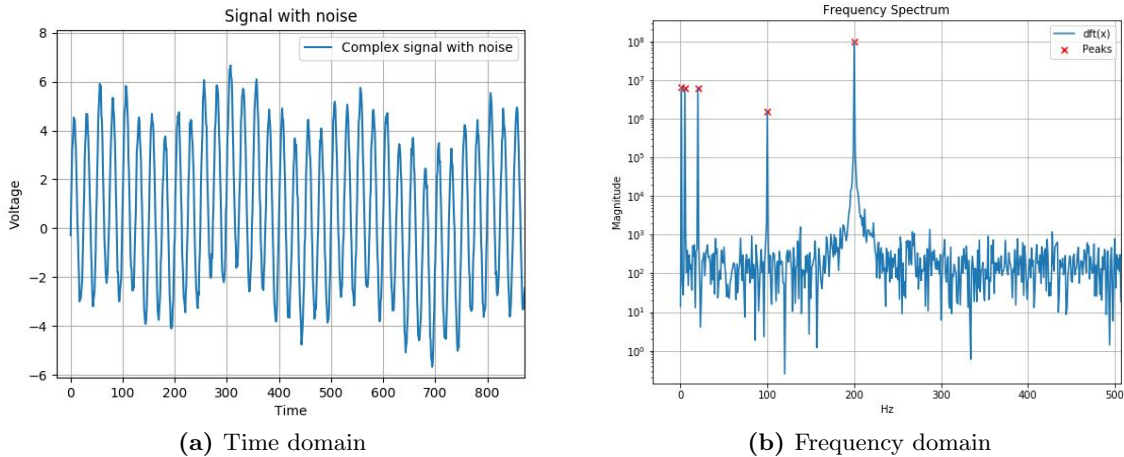 Signal with noise
Complex signal with noise
8
6
4
2
0
−2
−4
−6
Voltage
0 100 200 300 400 500 600 700 800
Time
(a) Time domain
Frequency Spectrum
dft(x)
Peaks
10⁸
10⁷
10⁶
10⁵
10⁴
10³
10²
10¹
10⁰
Magnitude
0 100 200 300 400 500
Hz
(b) Frequency domain